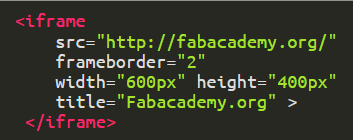 <iframe
src="http://fabacademy.org/"
frameborder="2"
width="600px" height="400px"
title="Fabacademy.org" >
</iframe>